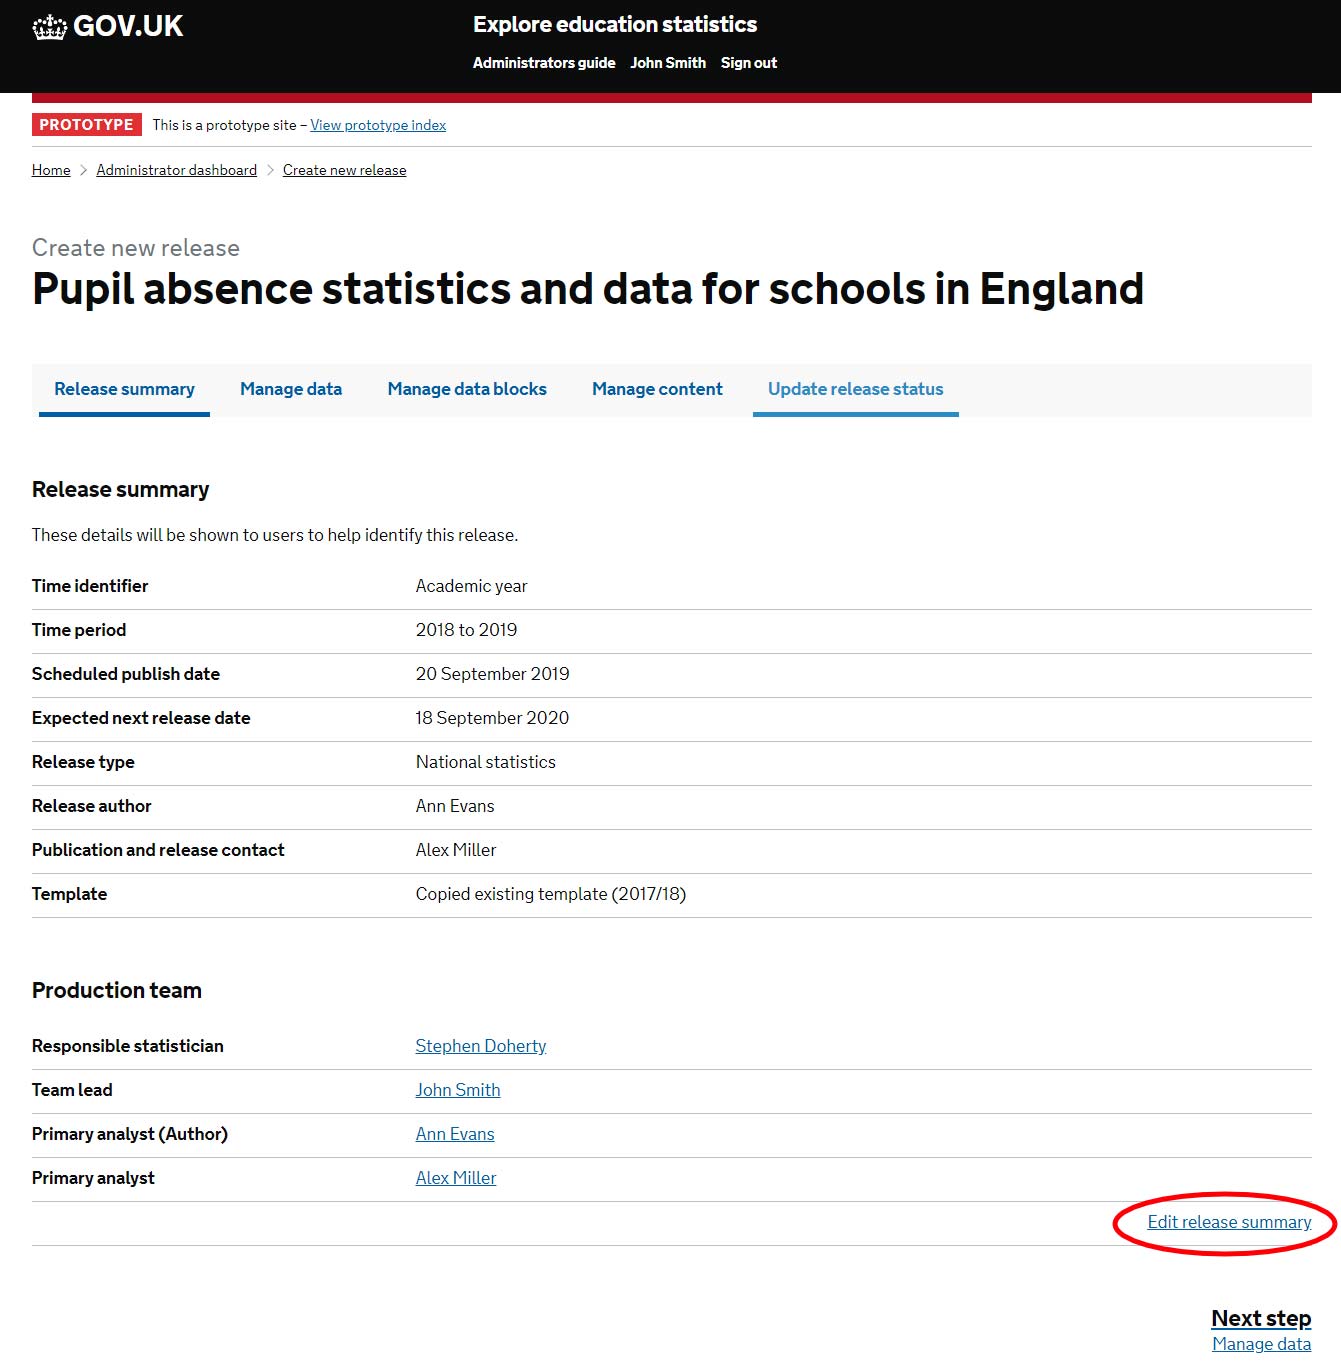 GOV.UK
Explore education statistics
Administrators guide John Smith Sign out
PROTOTYPE This is a prototype site – View prototype index
Home Administrator dashboard Create new release
Create new release
Pupil absence statistics and data for schools in England
Release summary Manage data Manage data blocks Manage content Update release status
Release summary
These details will be shown to users to help identify this release.
Time identifier Academic year
Time period 2018 to 2019
Scheduled publish date 20 September 2019
Expected next release date 18 September 2020
Release type National statistics
Release author Ann Evans
Publication and release contact Alex Miller
Template Copied existing template (2017/18)
Production team
Responsible statistician Stephen Doherty
Team lead John Smith
Primary analyst (Author) Ann Evans
Primary analyst Alex Miller
Edit release summary
Next step
Manage data